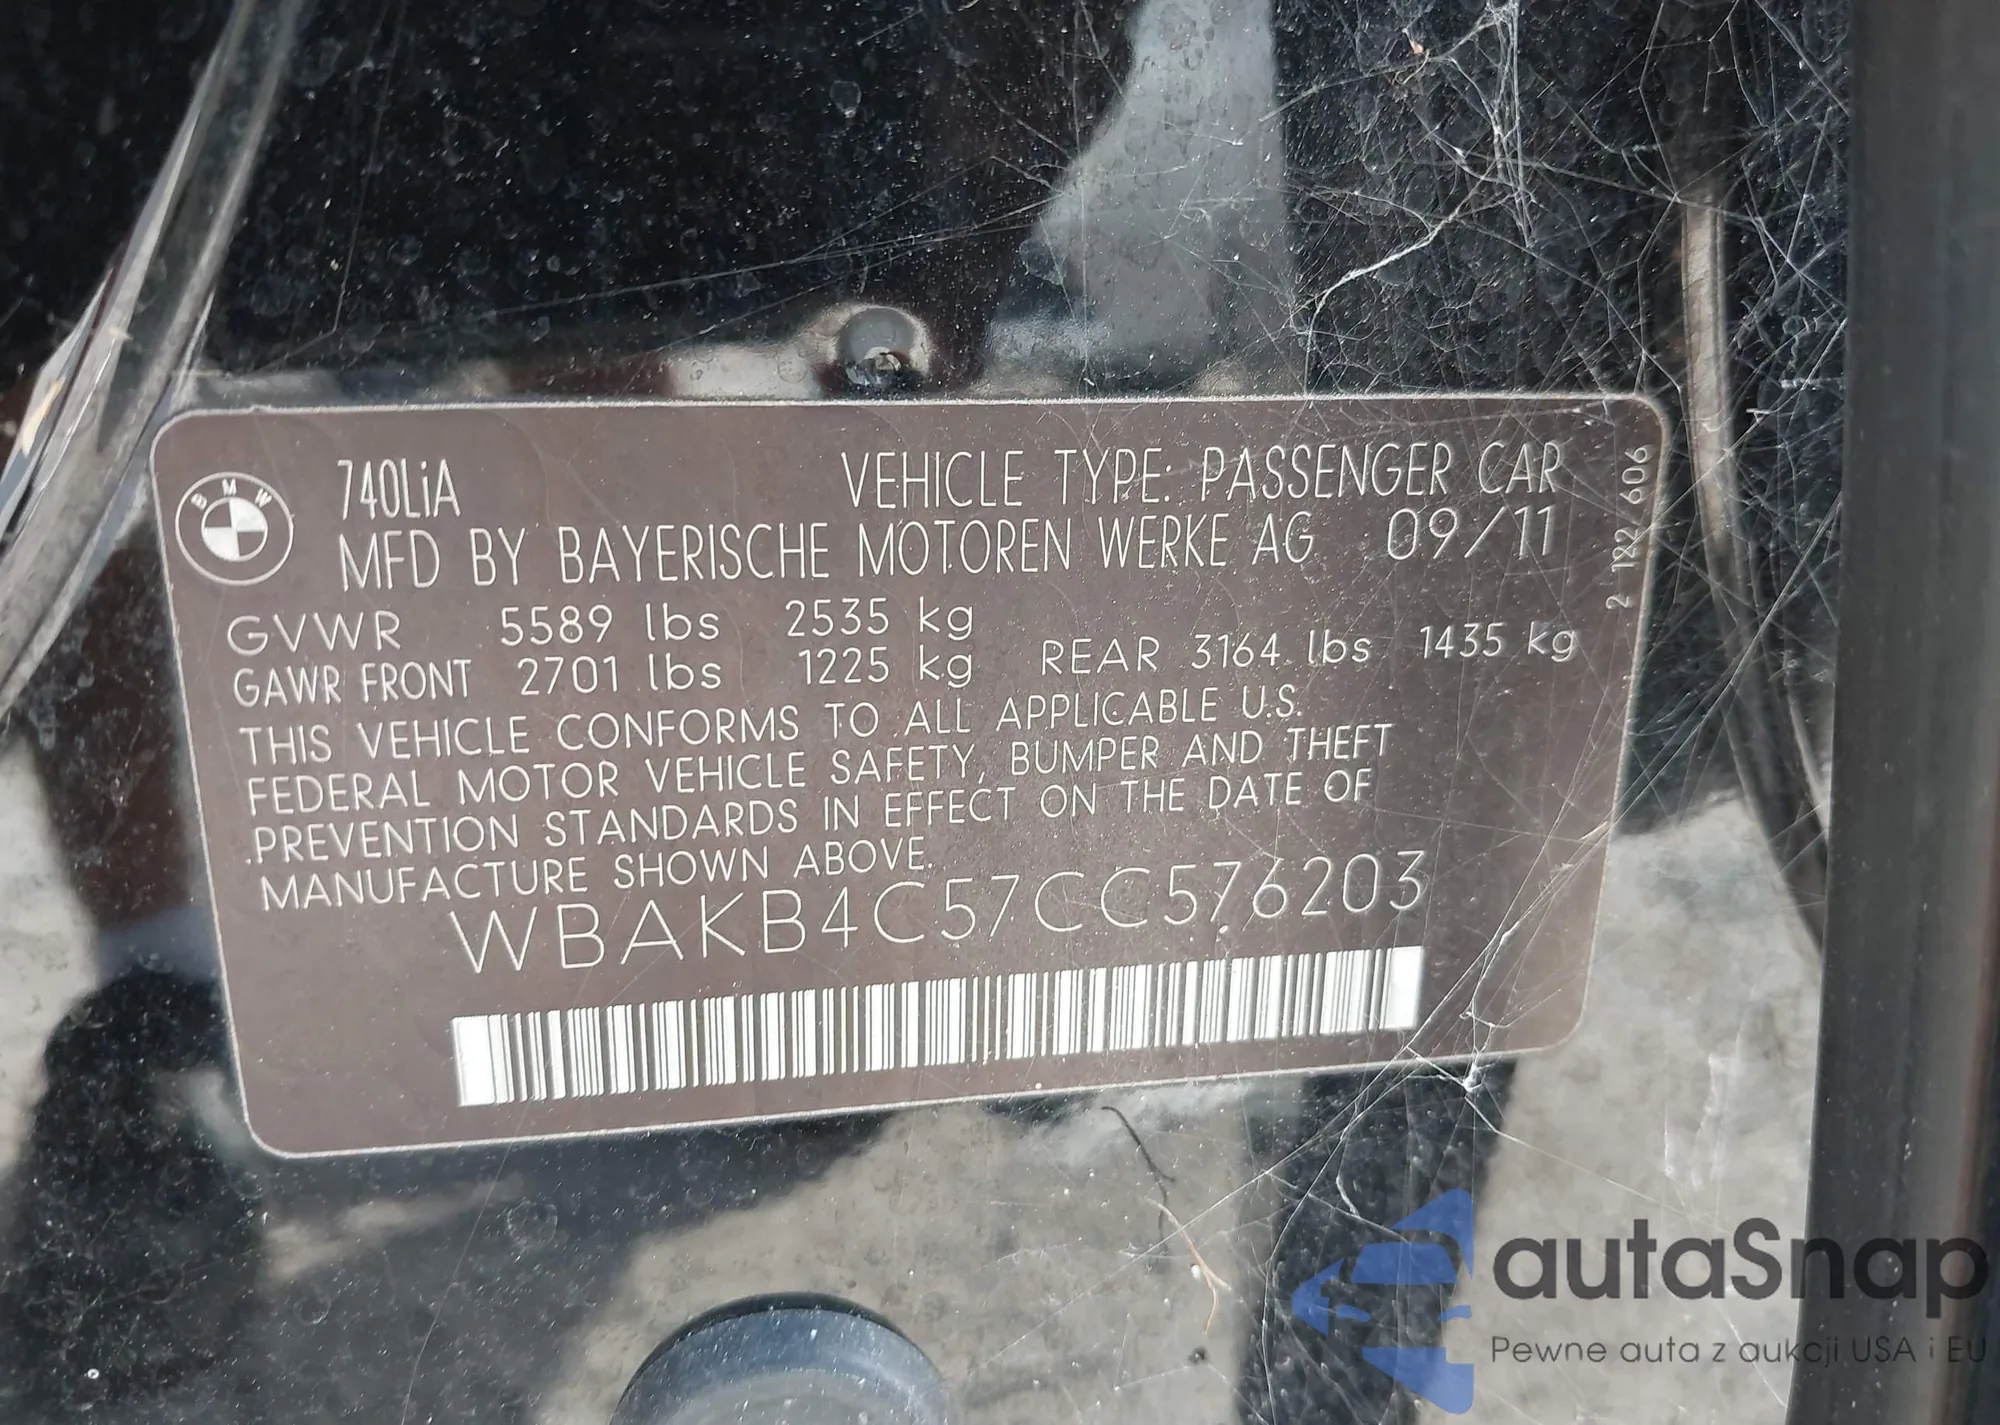 BMW
740LiA VEHICLE TYPE: PASSENGER CAR
MFD BY BAYERISCHE MOTOREN WERKE AG 09/11
GVWR 5589 lbs 2535 kg
GAWR FRONT 2701 lbs 1225 kg REAR 3164 lbs 1435 kg
THIS VEHICLE CONFORMS TO ALL APPLICABLE U.S.
FEDERAL MOTOR VEHICLE SAFETY, BUMPER AND THEFT
PREVENTION STANDARDS IN EFFECT ON THE DATE OF
MANUFACTURE SHOWN ABOVE.
WBAKB4C57CC576203
2 122 606
autaSnap
Pewne auta z aukcji USA i EU